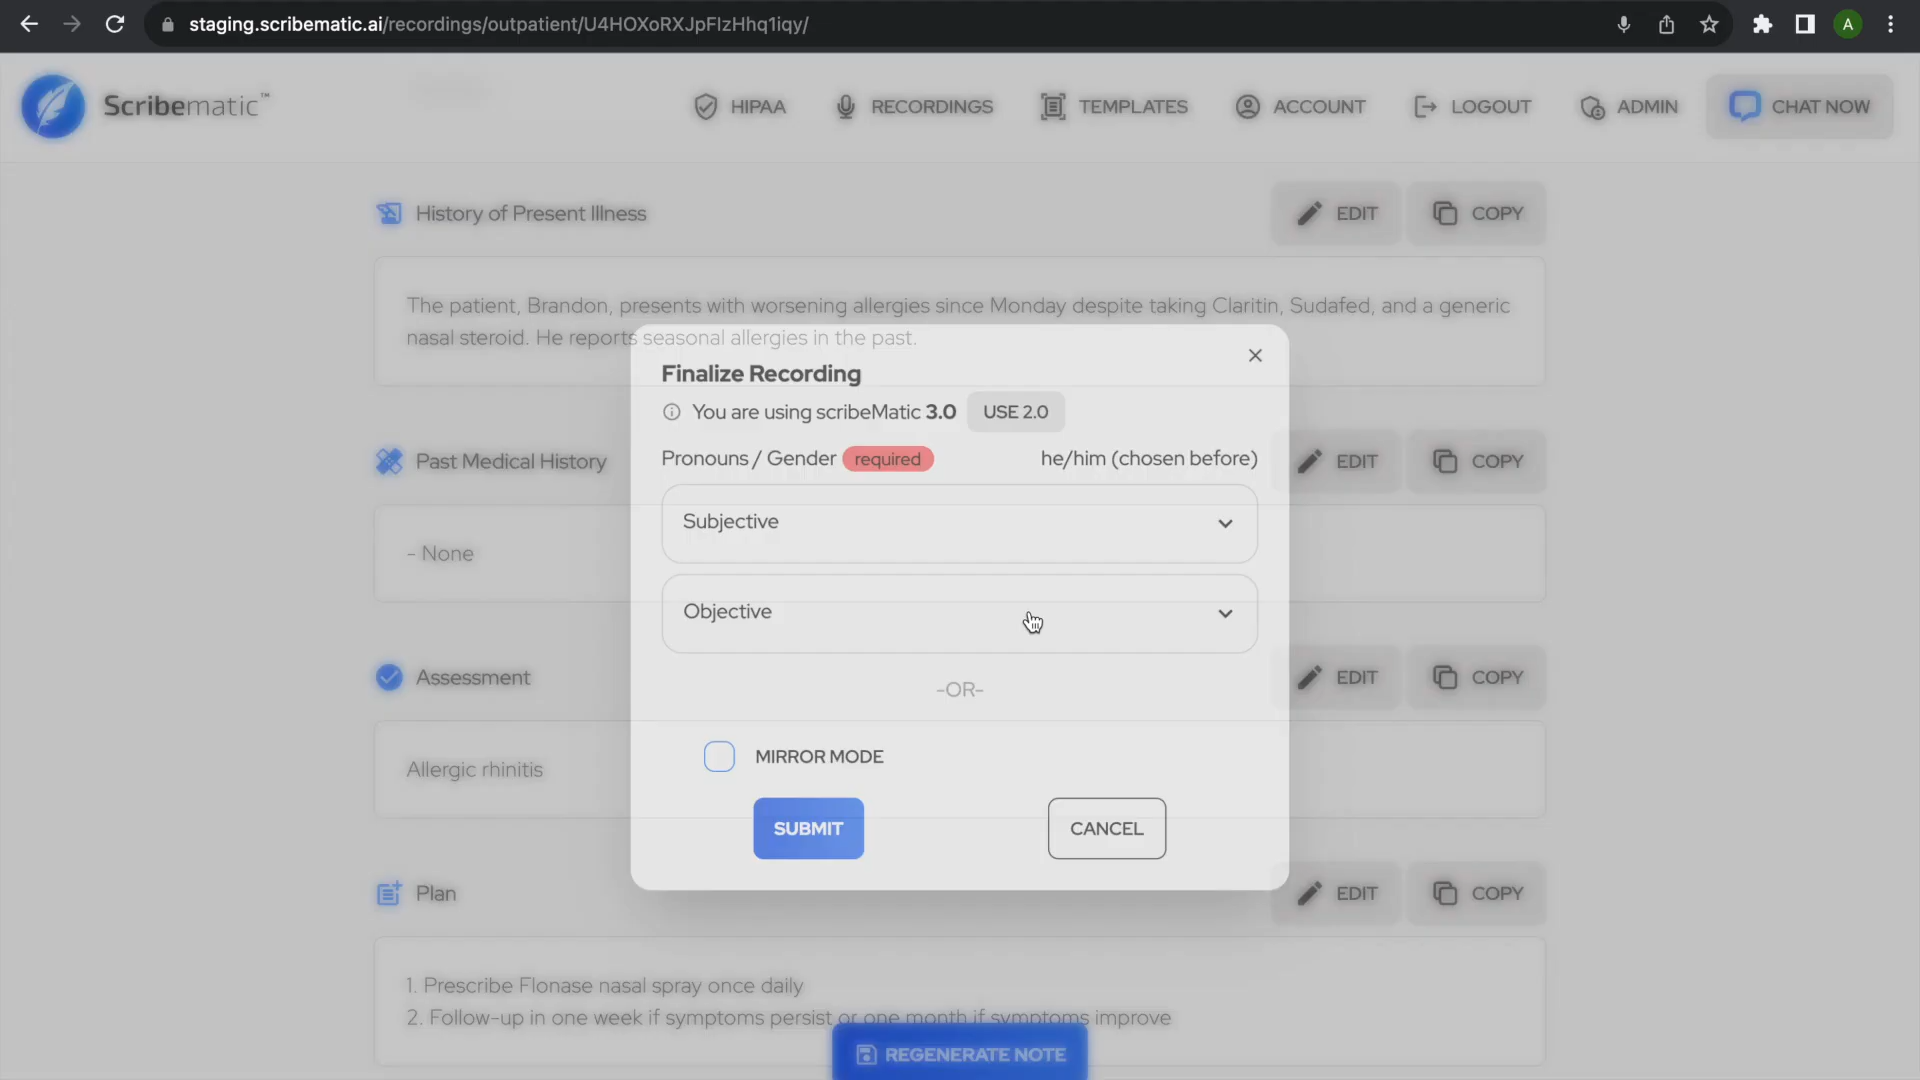 staging.scribematic.ai/recordings/outpatient/U4HOXoRXJpFIzHhq1iqy/
A
Scribematic™
HIPAA
RECORDINGS
TEMPLATES
ACCOUNT
LOGOUT
ADMIN
CHAT NOW
History of Present Illness
EDIT
COPY
The patient, Brandon, presents with worsening allergies since Monday despite taking Claritin, Sudafed, and a generic
nasal steroid. He reports seasonal allergies in the past.
Finalize Recording
You are using scribeMatic 3.0
USE 2.0
Pronouns / Gender
required
he/him (chosen before)
Past Medical History
EDIT
COPY
Subjective
- None
Objective
Assessment
EDIT
COPY
-OR-
MIRROR MODE
Allergic rhinitis
SUBMIT
CANCEL
Plan
EDIT
COPY
1. Prescribe Flonase nasal spray once daily
2. Follow-up in one week if symptoms persist or one month if symptoms improve
REGENERATE NOTE